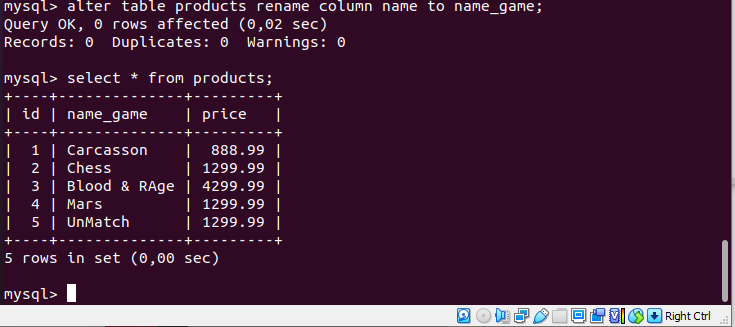 mysql> alter table products rename column name to name_game;
Query OK, 0 rows affected (0,02 sec)
Records: 0  Duplicates: 0  Warnings: 0
mysql> select * from products;
+----+--------------+---------+
| id | name_game    | price   |
+----+--------------+---------+
|  1 | Carcasson    |  888.99 |
|  2 | Chess        | 1299.99 |
|  3 | Blood & RAge | 4299.99 |
|  4 | Mars         | 1299.99 |
|  5 | UnMatch      | 1299.99 |
+----+--------------+---------+
5 rows in set (0,00 sec)
mysql>
Right Ctrl